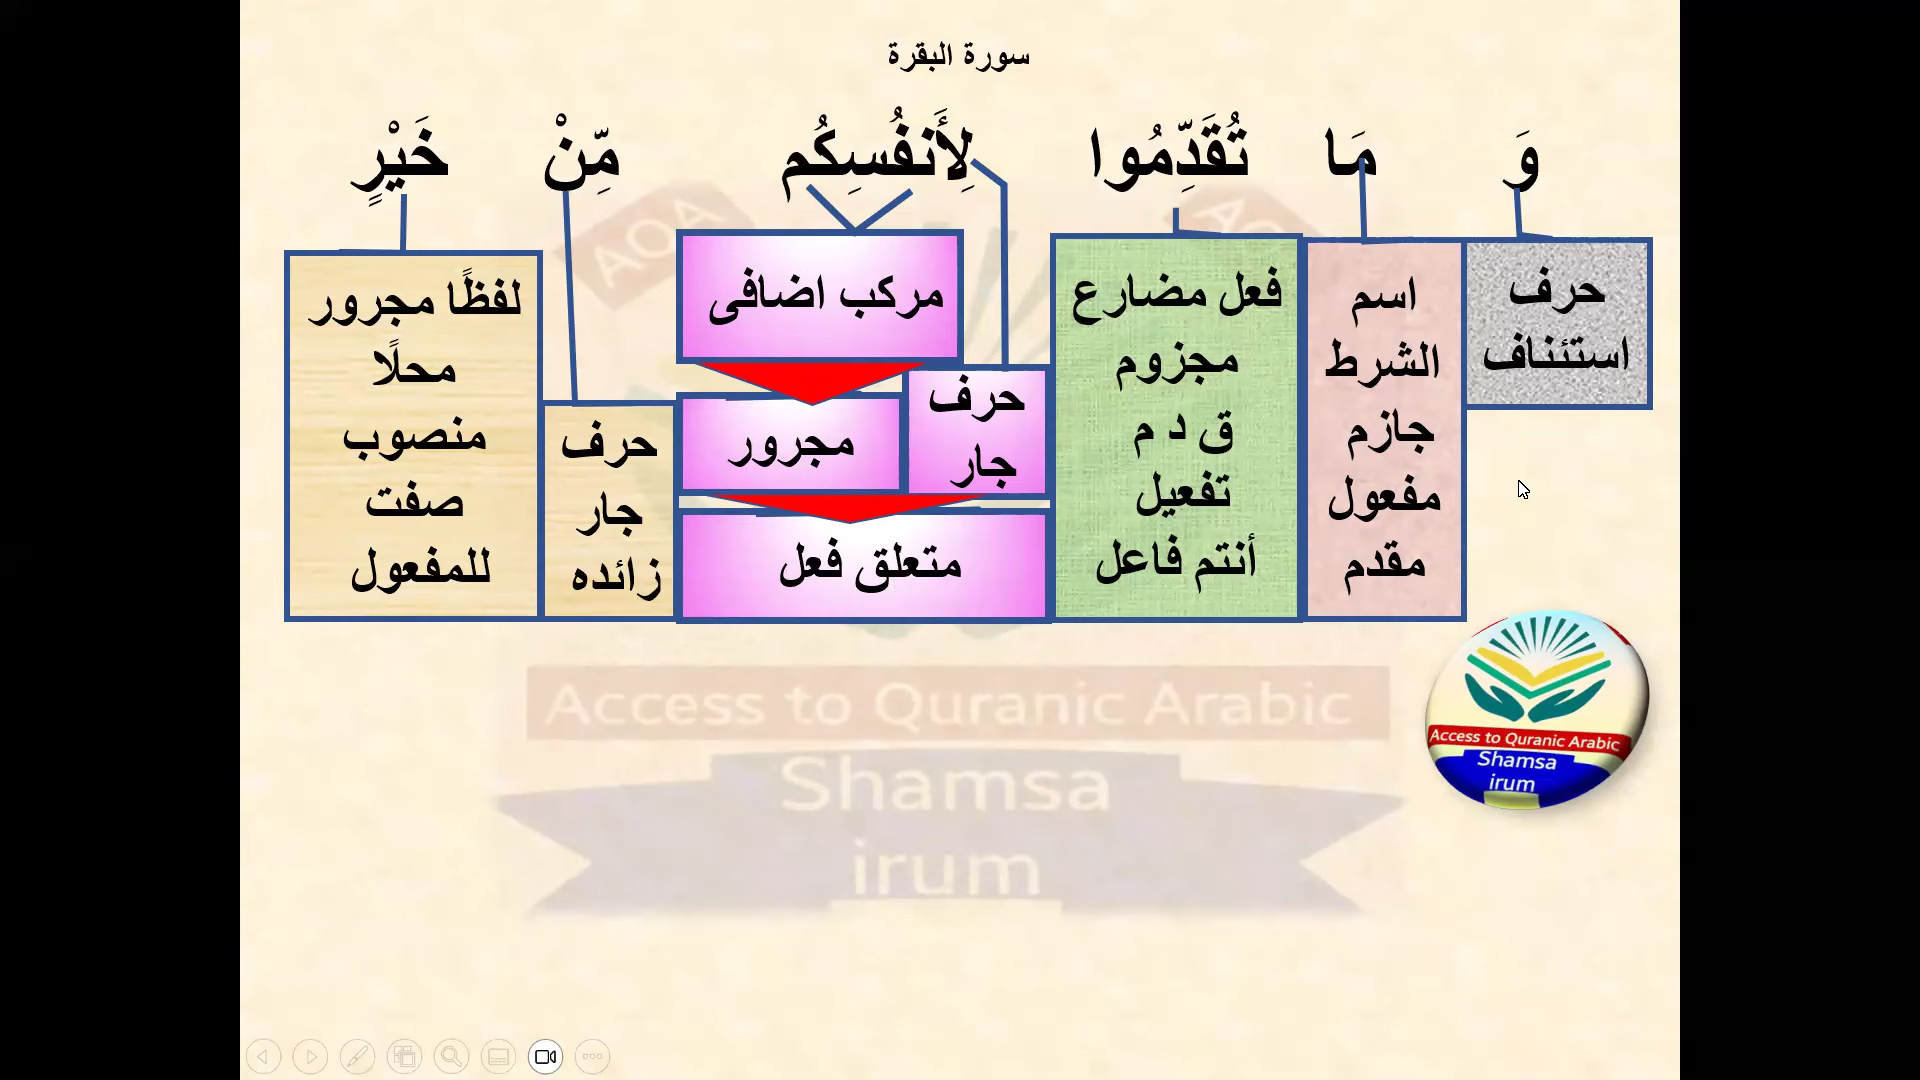 سورة البقرة
وَ مَا تُقَدِّمُوا لِأَنفُسِكُم مِّنْ خَيْرٍ
حرف
استئناف
اسم
الشرط
جازم
مفعول
مقدم
فعل مضارع
مجزوم
ق د م
تفعيل
أنتم فاعل
مركب اضافى
حرف
جار
مجرور
متعلق فعل
حرف
جار
زائده
لفظًا مجرور
محلًا
منصوب
صفت
للمفعول
AOA
AOA
Access to Quranic Arabic
Shamsa
irum
Access to Quranic Arabic
Shamsa
irum